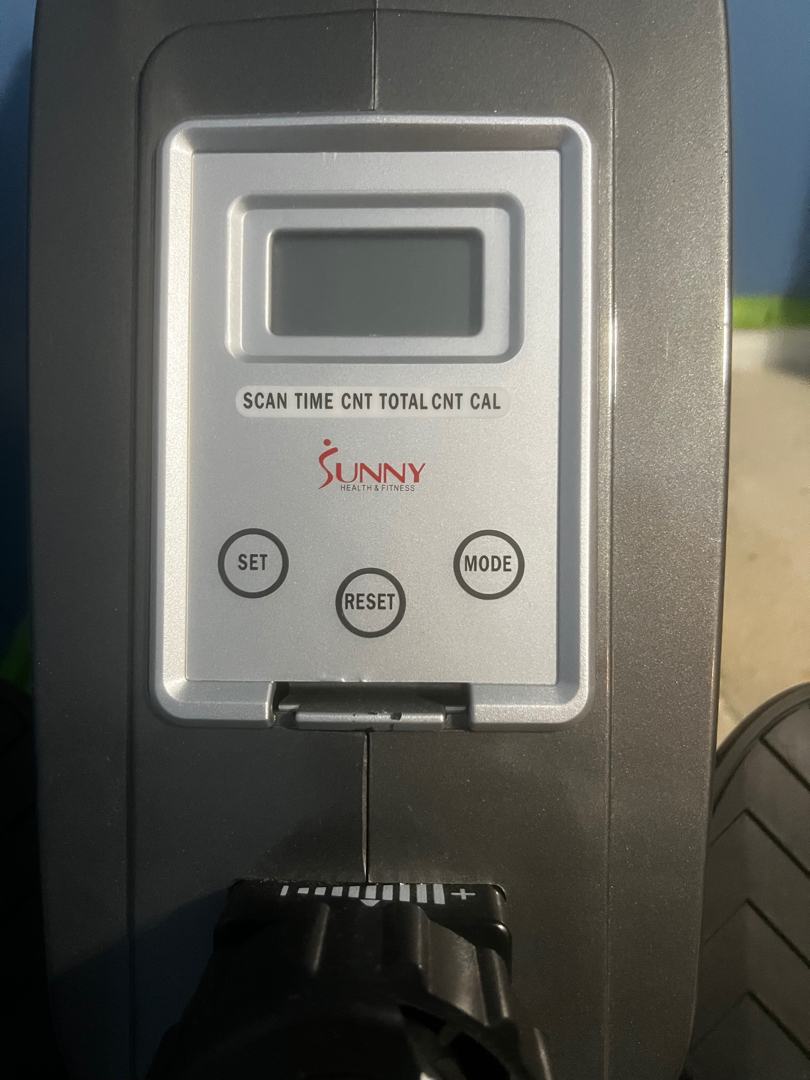 SCAN TIME CNT TOTAL CNT CAL
SUNNY
HEALTH & FITNESS
SET
MODE
RESET
+